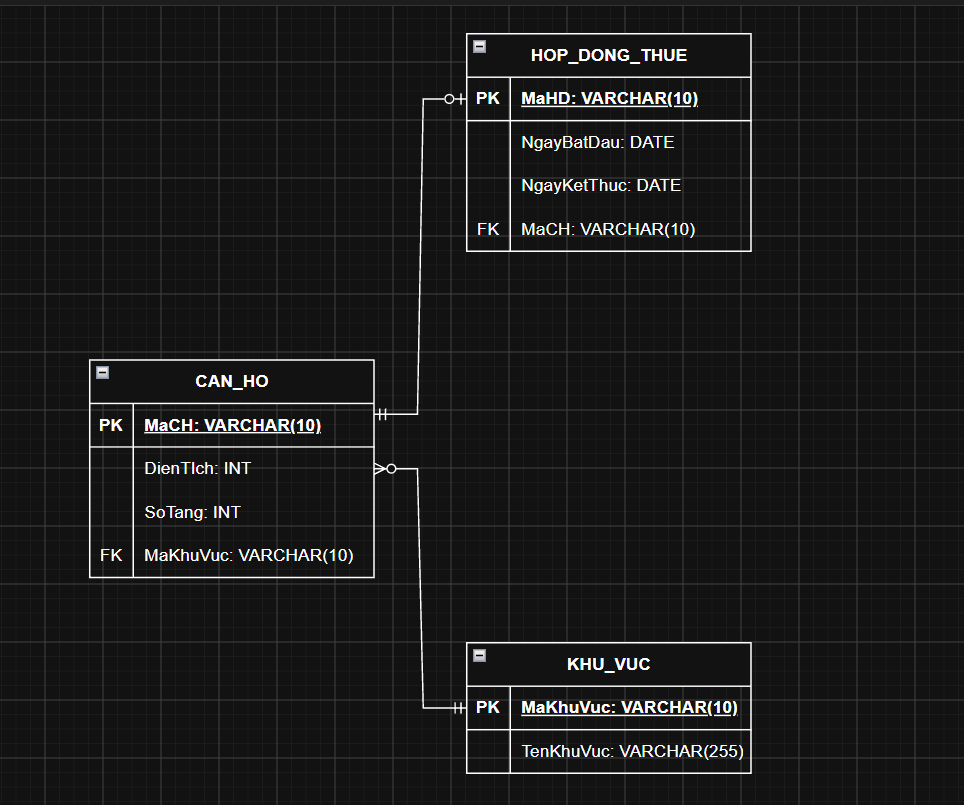 HOP_DONG_THUE
PK MaHD: VARCHAR(10)
NgayBatDau: DATE
NgayKetThuc: DATE
FK MaCH: VARCHAR(10)
CAN_HO
PK MaCH: VARCHAR(10)
DienTIch: INT
SoTang: INT
FK MaKhuVuc: VARCHAR(10)
KHU_VUC
PK MaKhuVuc: VARCHAR(10)
TenKhuVuc: VARCHAR(255)